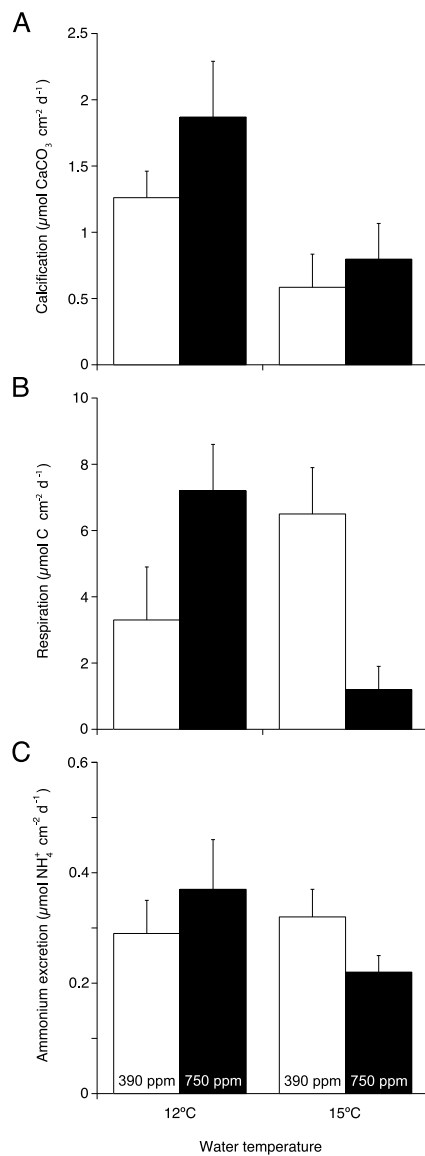 A
Calcification (µmol CaCO₃ cm⁻² d⁻¹)
2.5
2
1.5
1
0.5
0
B
Respiration (µmol C cm⁻² d⁻¹)
10
8
6
4
2
0
C
Ammonium excretion (µmol NH₄⁺ cm⁻² d⁻¹)
0.6
0.4
0.2
0
390 ppm 750 ppm 390 ppm 750 ppm
12ºC 15ºC
Water temperature